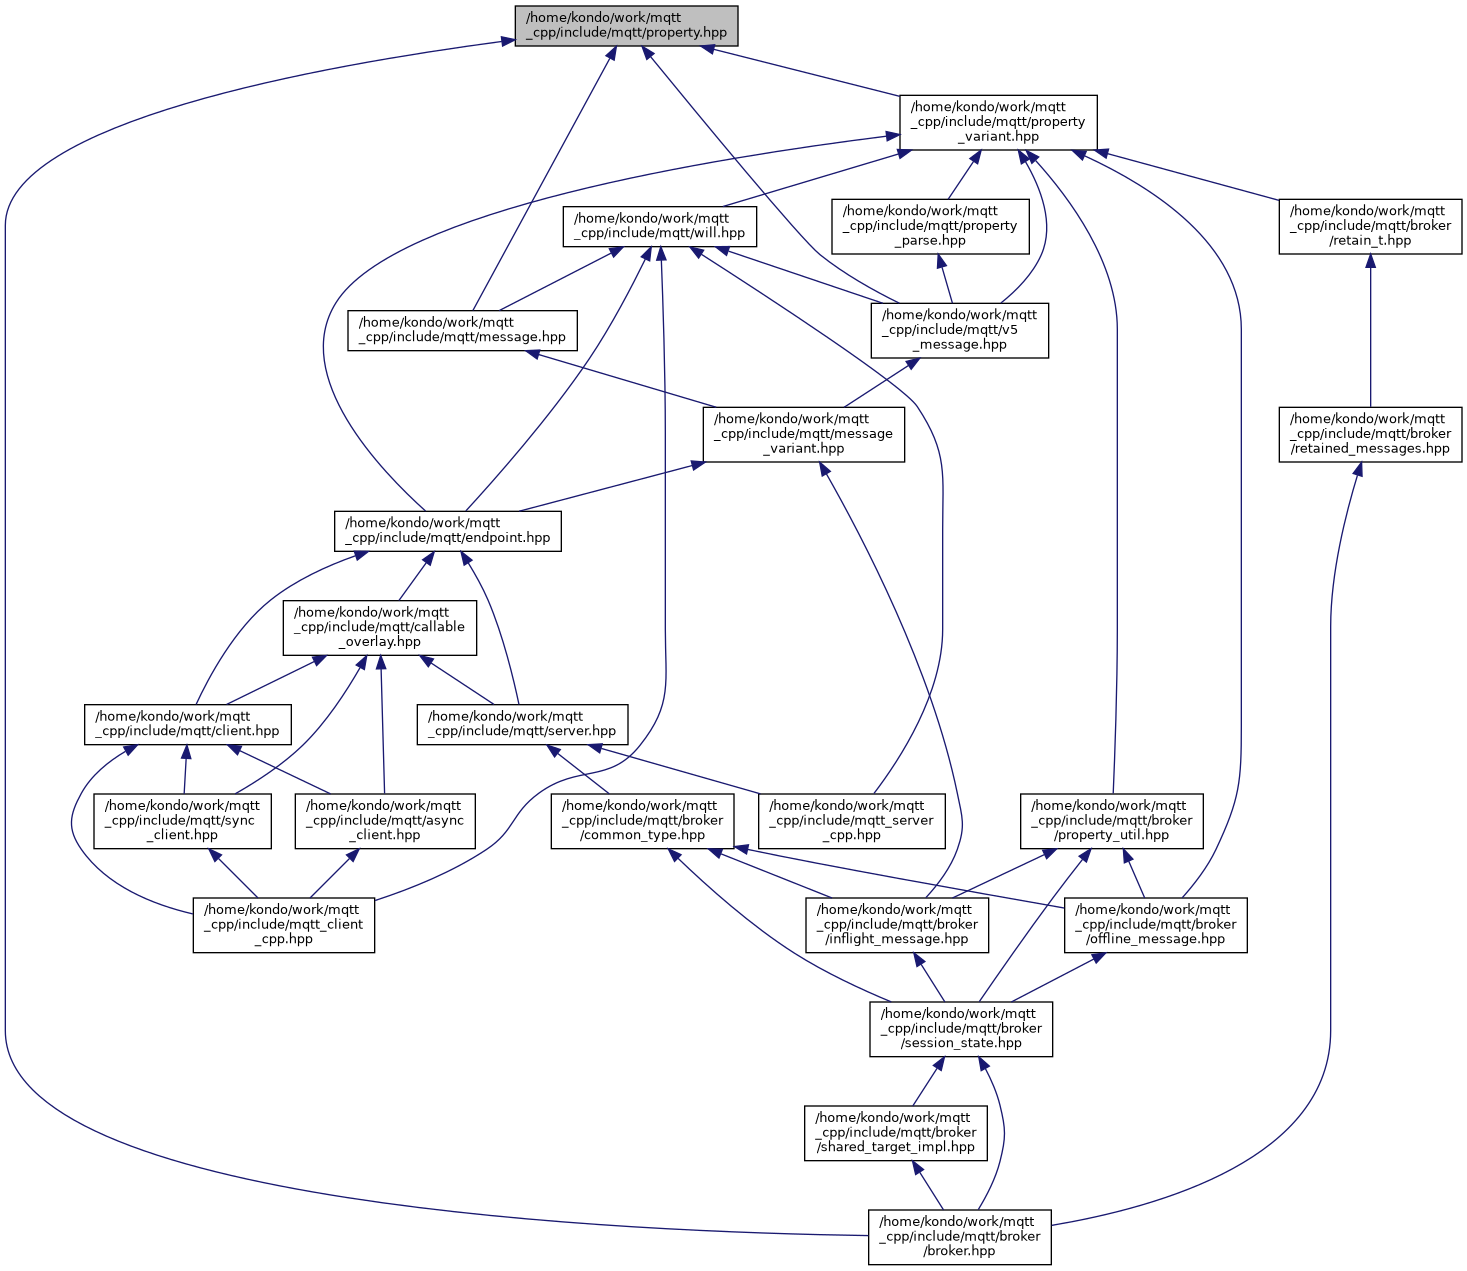 /home/kondo/work/mqtt
_cpp/include/mqtt/property.hpp
/home/kondo/work/mqtt
_cpp/include/mqtt/property
_variant.hpp
/home/kondo/work/mqtt
_cpp/include/mqtt/will.hpp
/home/kondo/work/mqtt
_cpp/include/mqtt/property
_parse.hpp
/home/kondo/work/mqtt
_cpp/include/mqtt/broker
/retain_t.hpp
/home/kondo/work/mqtt
_cpp/include/mqtt/message.hpp
/home/kondo/work/mqtt
_cpp/include/mqtt/v5
_message.hpp
/home/kondo/work/mqtt
_cpp/include/mqtt/message
_variant.hpp
/home/kondo/work/mqtt
_cpp/include/mqtt/broker
/retained_messages.hpp
/home/kondo/work/mqtt
_cpp/include/mqtt/endpoint.hpp
/home/kondo/work/mqtt
_cpp/include/mqtt/callable
_overlay.hpp
/home/kondo/work/mqtt
_cpp/include/mqtt/client.hpp
/home/kondo/work/mqtt
_cpp/include/mqtt/server.hpp
/home/kondo/work/mqtt
_cpp/include/mqtt/sync
_client.hpp
/home/kondo/work/mqtt
_cpp/include/mqtt/async
_client.hpp
/home/kondo/work/mqtt
_cpp/include/mqtt/broker
/common_type.hpp
/home/kondo/work/mqtt
_cpp/include/mqtt_server
_cpp.hpp
/home/kondo/work/mqtt
_cpp/include/mqtt/broker
/property_util.hpp
/home/kondo/work/mqtt
_cpp/include/mqtt_client
_cpp.hpp
/home/kondo/work/mqtt
_cpp/include/mqtt/broker
/inflight_message.hpp
/home/kondo/work/mqtt
_cpp/include/mqtt/broker
/offline_message.hpp
/home/kondo/work/mqtt
_cpp/include/mqtt/broker
/session_state.hpp
/home/kondo/work/mqtt
_cpp/include/mqtt/broker
/shared_target_impl.hpp
/home/kondo/work/mqtt
_cpp/include/mqtt/broker
/broker.hpp